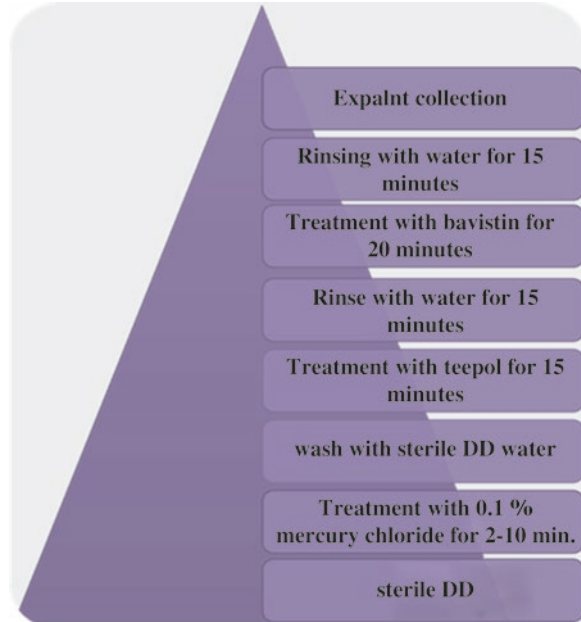 Expalnt collection
Rinsing with water for 15
minutes
Treatment with bavistin for
20 minutes
Rinse with water for 15
minutes
Treatment with teepol for 15
minutes
wash with sterile DD water
Treatment with 0.1 %
mercury chloride for 2-10 min.
sterile DD